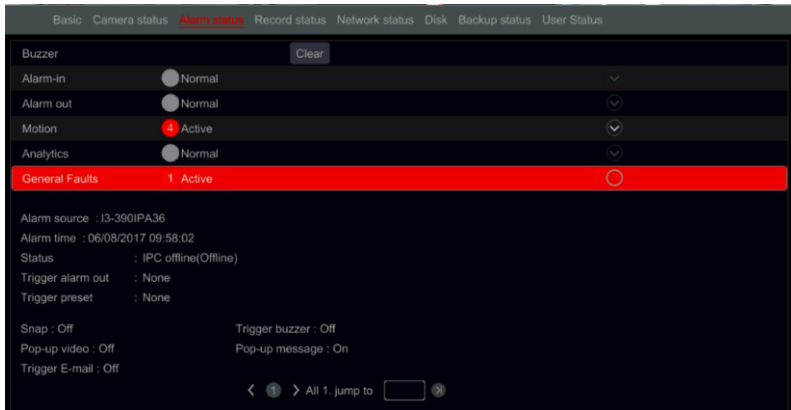 Basic Camera status Alarm status Record status Network status Disk Backup status User Status
Buzzer Clear
Alarm-in Normal
Alarm out Normal
Motion 4 Active
Analytics Normal
General Faults 1 Active
Alarm source : I3-390IPA36
Alarm time : 06/08/2017 09:58:02
Status : IPC offline(Offline)
Trigger alarm out : None
Trigger preset : None
Snap : Off Trigger buzzer : Off
Pop-up video : Off Pop-up message : On
Trigger E-mail : Off
1 All 1. jump to